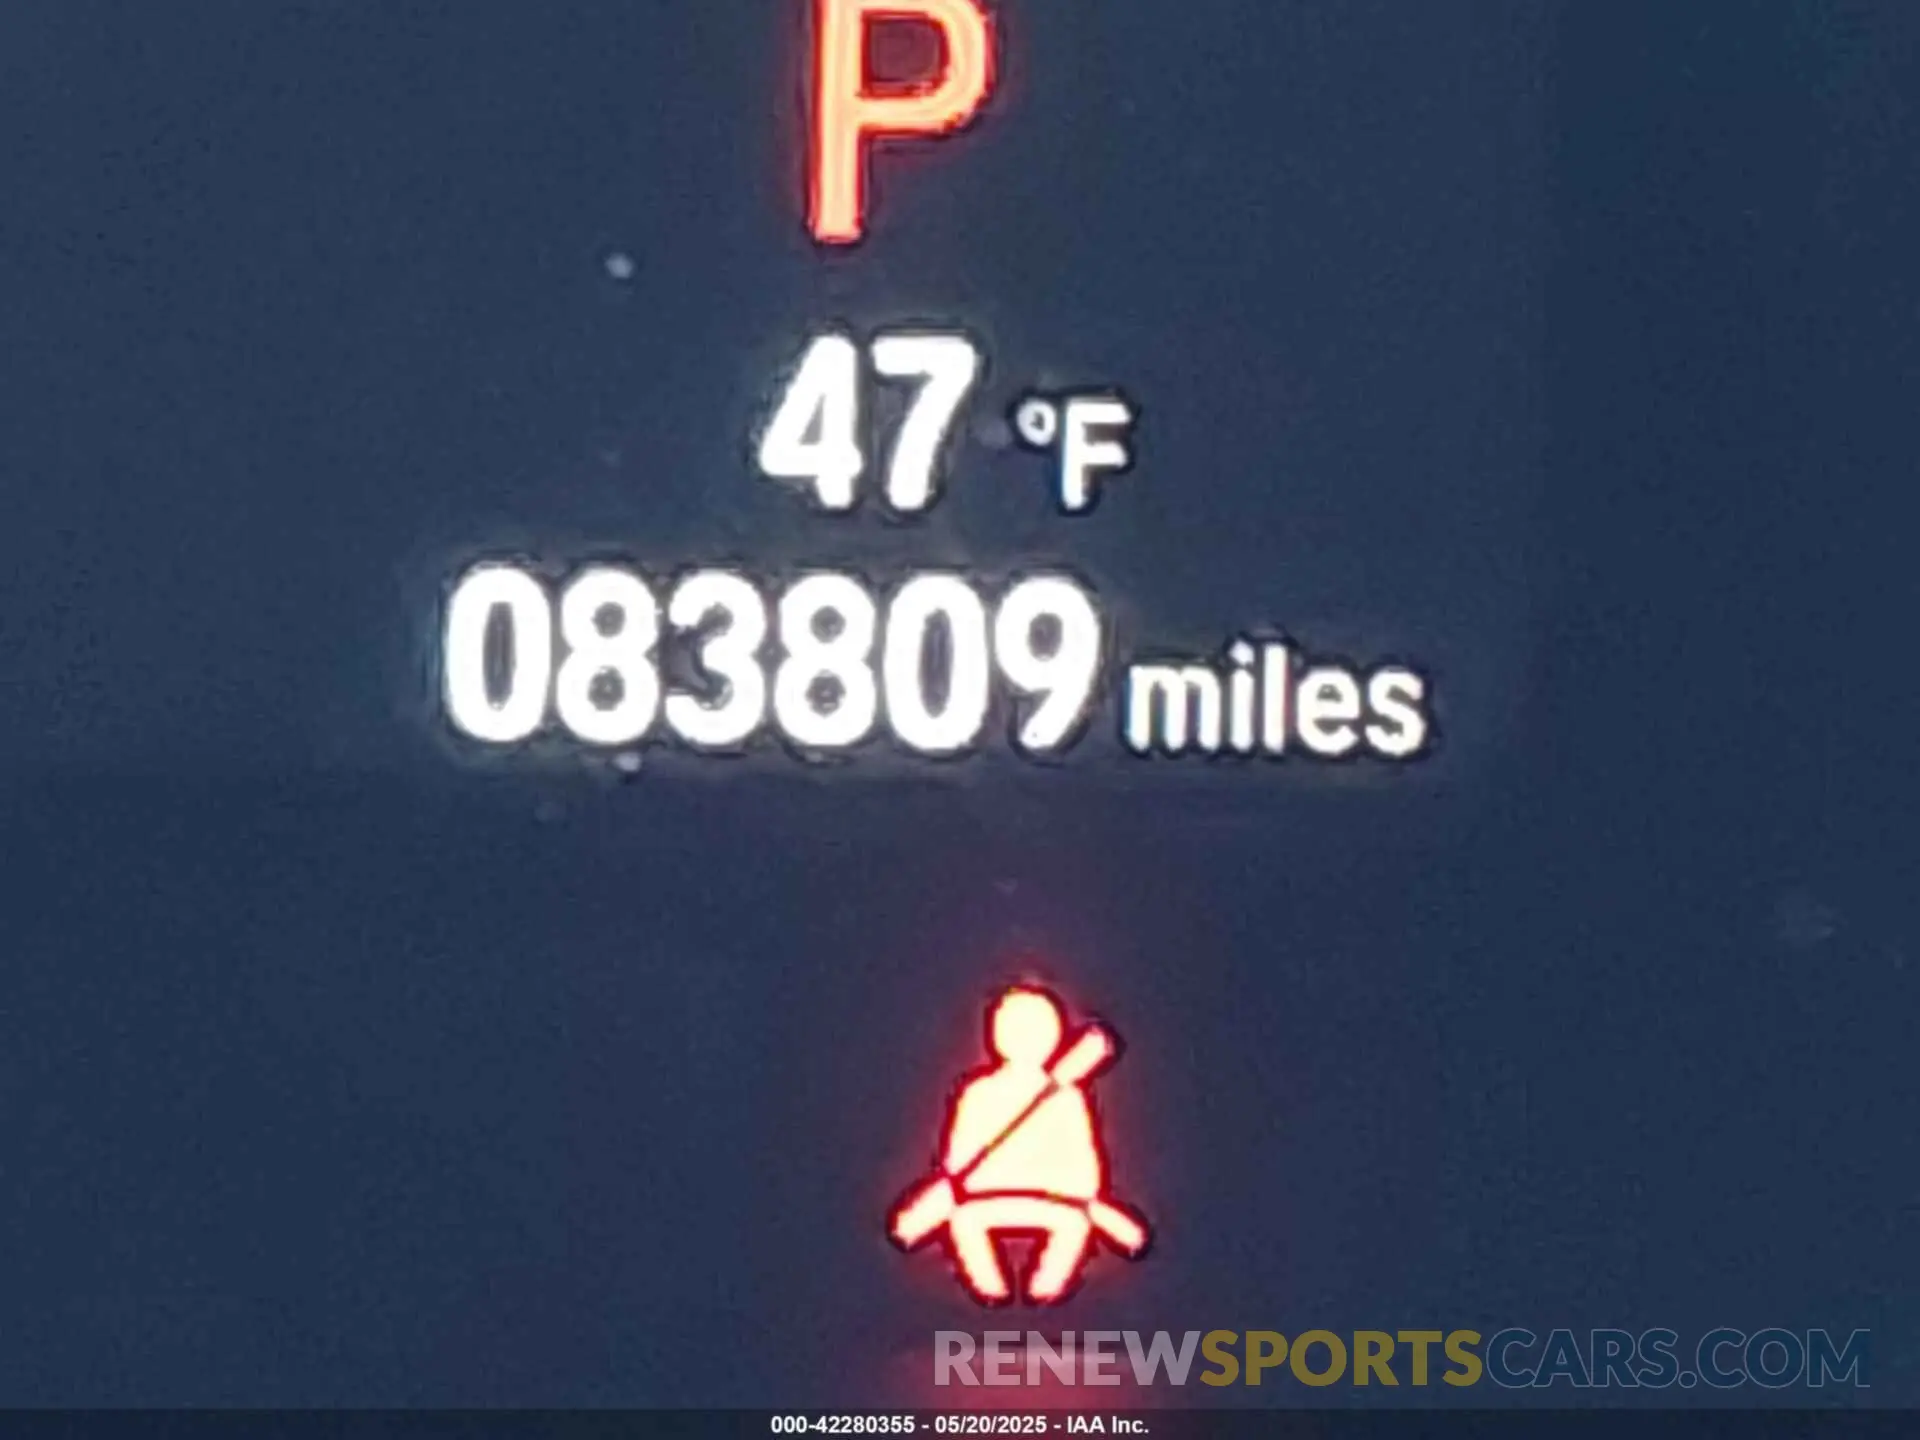 P
47 °F
083809 miles
RENEWSPORTSCARS.COM
000-42280355 - 05/20/2025 - IAA Inc.